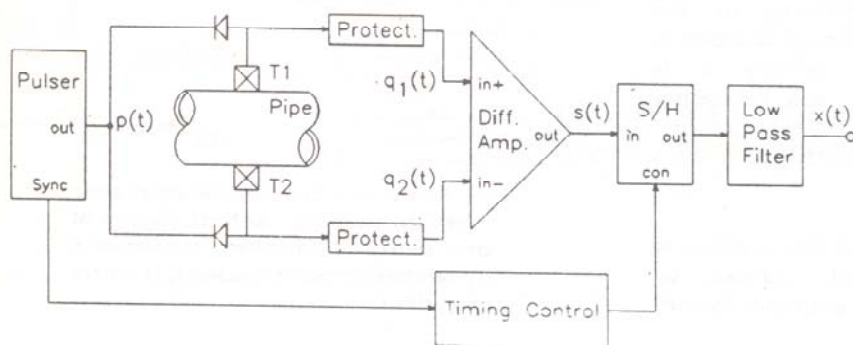 Pulser
out
Sync
p(t)
T1
Pipe
T2
Protect.
Protect.
q1(t)
q2(t)
in+
Diff.
Amp.
out
in-
s(t)
S/H
in
out
con
Low
Pass
Filter
x(t)
Timing Control